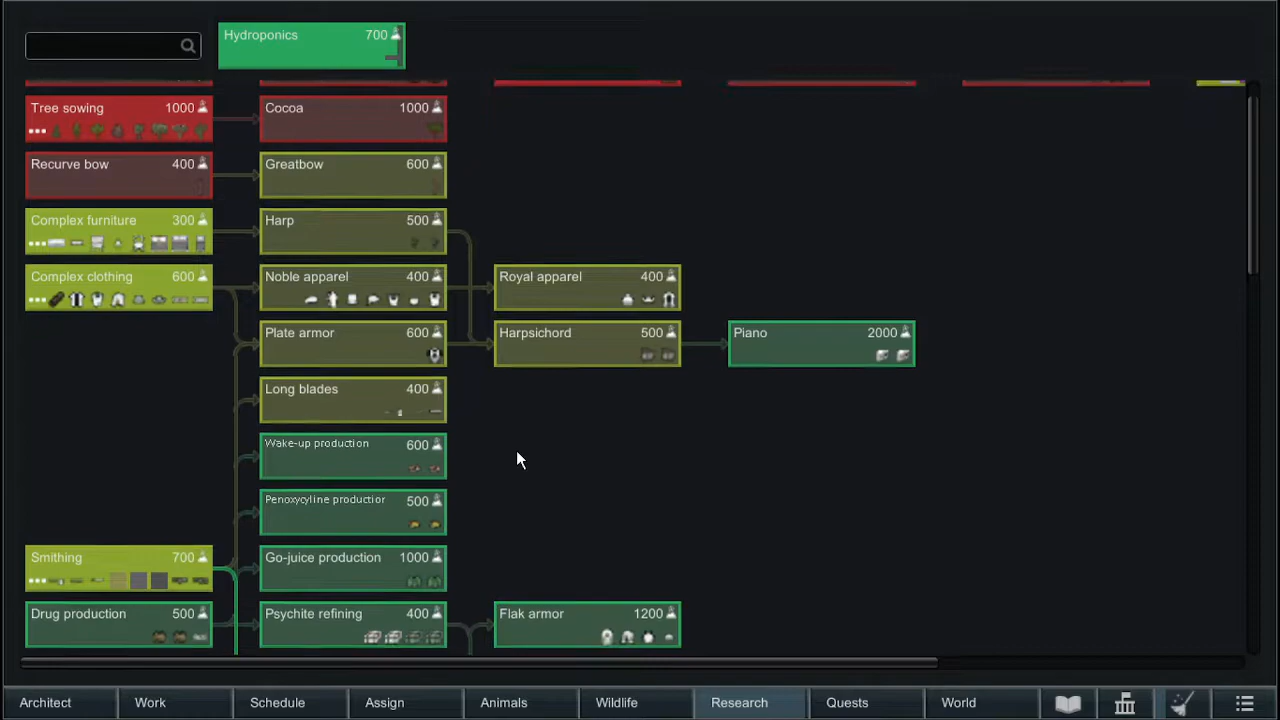 Hydroponics 700
Tree sowing 1000
Cocoa 1000
Recurve bow 400
Greatbow 600
Complex furniture 300
Harp 500
Complex clothing 600
Noble apparel 400
Royal apparel 400
Plate armor 600
Harpsichord 500
Piano 2000
Long blades 400
Wake-up production 600
Penoxycyline production 500
Smithing 700
Go-juice production 1000
Drug production 500
Psychite refining 400
Flak armor 1200
Architect Work Schedule Assign Animals Wildlife Research Quests World